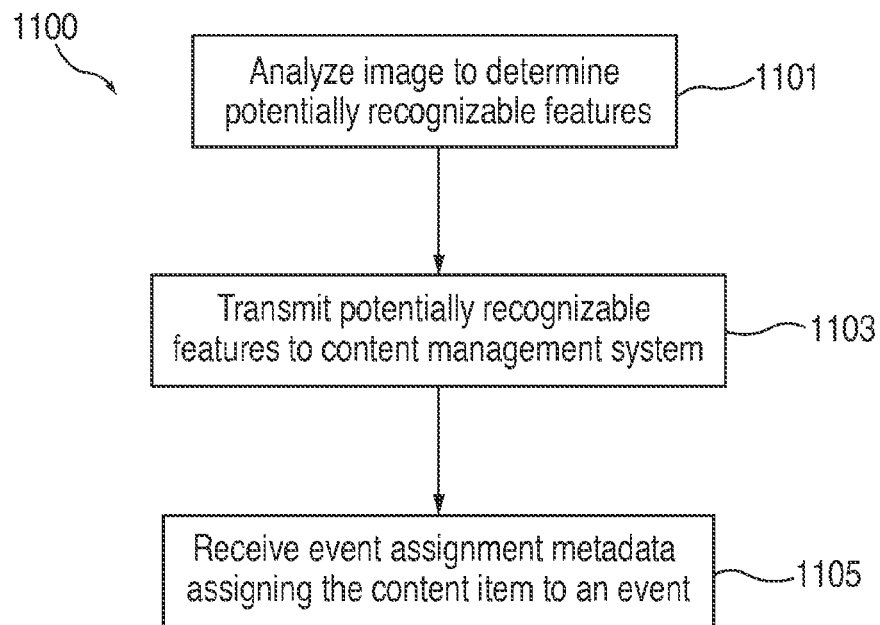 1100
Analyze image to determine
potentially recognizable features
1101
Transmit potentially recognizable
features to content management system
1103
Receive event assignment metadata
assigning the content item to an event
1105